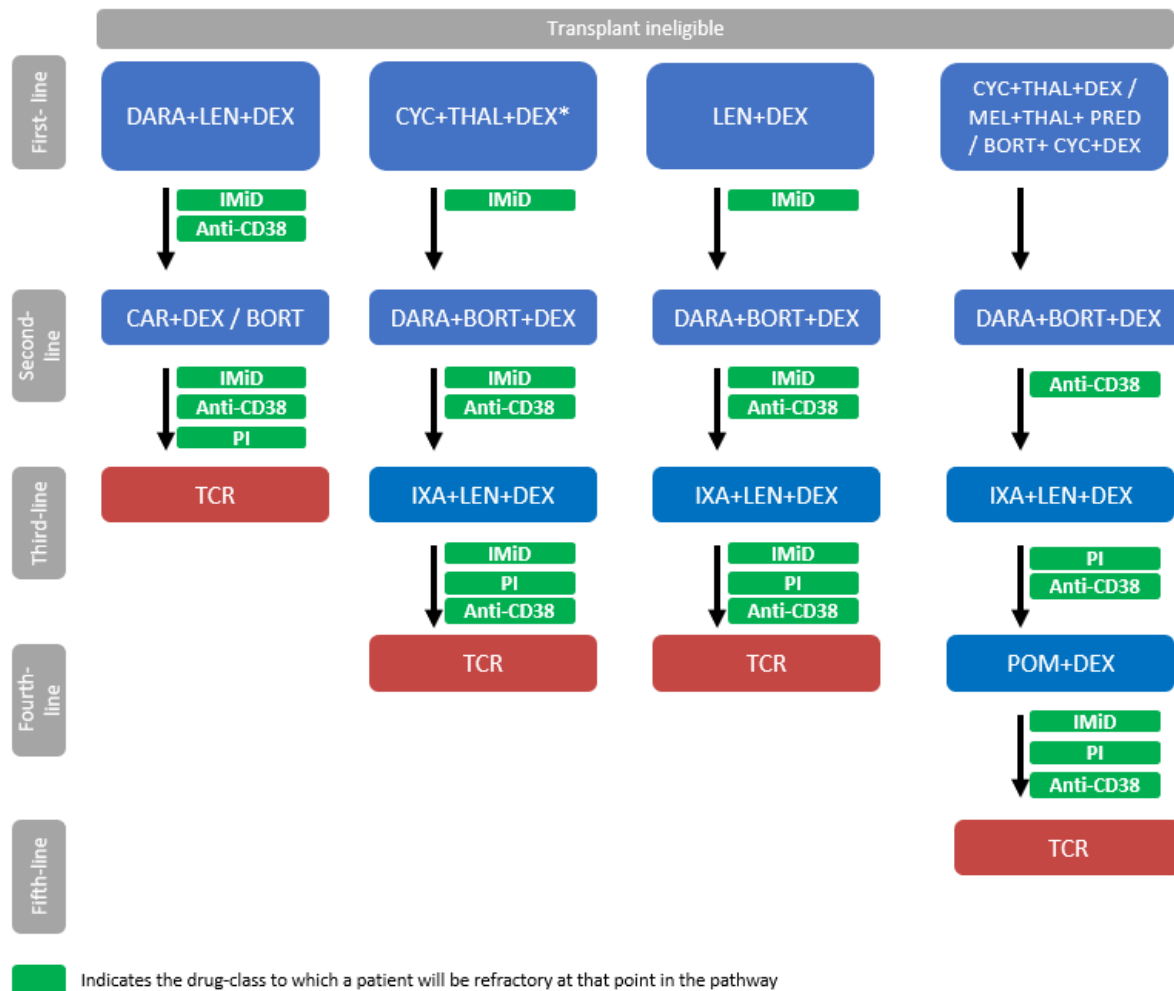 Transplant ineligible
First- line
DARA+LEN+DEX
CYC+THAL+DEX*
LEN+DEX
CYC+THAL+DEX /
MEL+THAL+ PRED
/ BORT+ CYC+DEX
IMiD
Anti-CD38
IMiD
IMiD
Second-
line
CAR+DEX / BORT
DARA+BORT+DEX
DARA+BORT+DEX
DARA+BORT+DEX
IMiD
Anti-CD38
PI
IMiD
Anti-CD38
IMiD
Anti-CD38
Anti-CD38
Third-line
TCR
IXA+LEN+DEX
IXA+LEN+DEX
IXA+LEN+DEX
IMiD
PI
Anti-CD38
IMiD
PI
Anti-CD38
PI
Anti-CD38
Fourth-
line
TCR
TCR
POM+DEX
IMiD
PI
Anti-CD38
Fifth-line
TCR
Indicates the drug-class to which a patient will be refractory at that point in the pathway